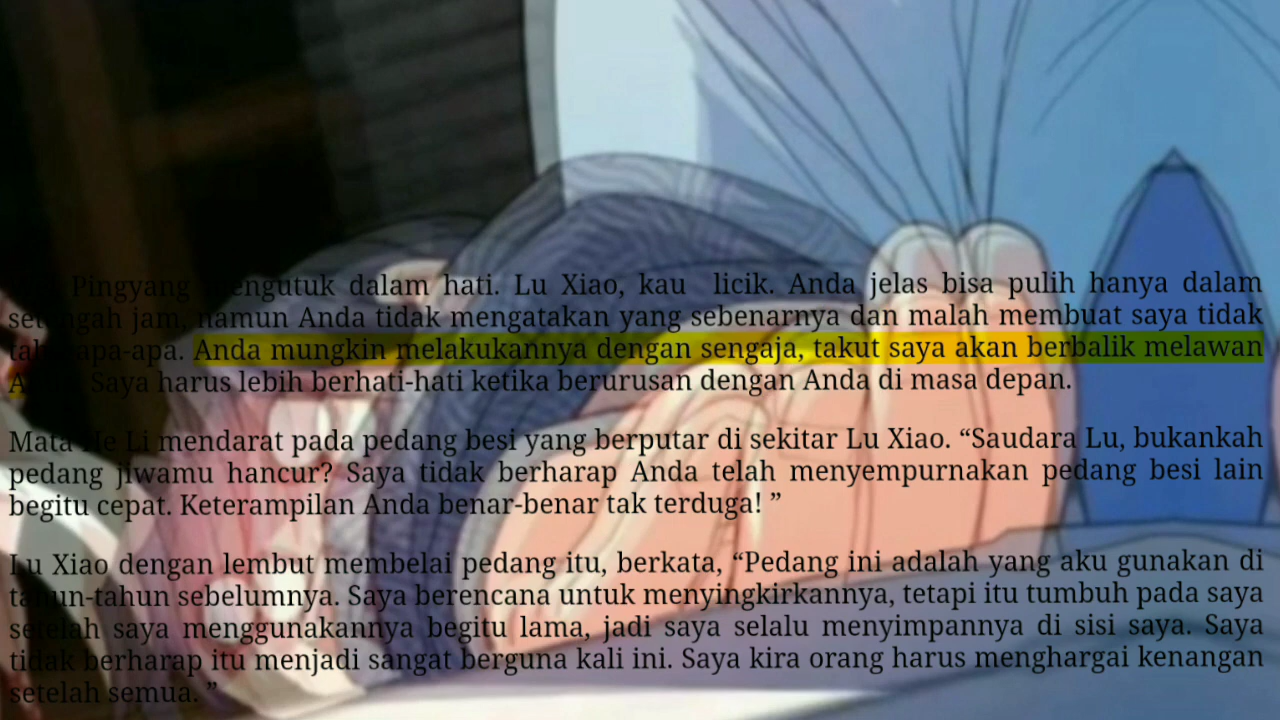 Pingyang mengutuk dalam hati. Lu Xiao, kau licik. Anda jelas bisa pulih hanya dalam
setengah jam, namun Anda tidak mengatakan yang sebenarnya dan malah membuat saya tidak
tahu apa-apa. Anda mungkin melakukannya dengan sengaja, takut saya akan berbalik melawan
Saya harus lebih berhati-hati ketika berurusan dengan Anda di masa depan.
Mata He Li mendarat pada pedang besi yang berputar di sekitar Lu Xiao. “Saudara Lu, bukankah
pedang jiwamu hancur? Saya tidak berharap Anda telah menyempurnakan pedang besi lain
begitu cepat. Keterampilan Anda benar-benar tak terduga! ”
Lu Xiao dengan lembut membelai pedang itu, berkata, “Pedang ini adalah yang aku gunakan di
tahun-tahun sebelumnya. Saya berencana untuk menyingkirkannya, tetapi itu tumbuh pada saya
setelah saya menggunakannya begitu lama, jadi saya selalu menyimpannya di sisi saya. Saya
tidak berharap itu menjadi sangat berguna kali ini. Saya kira orang harus menghargai kenangan
setelah semua. ”